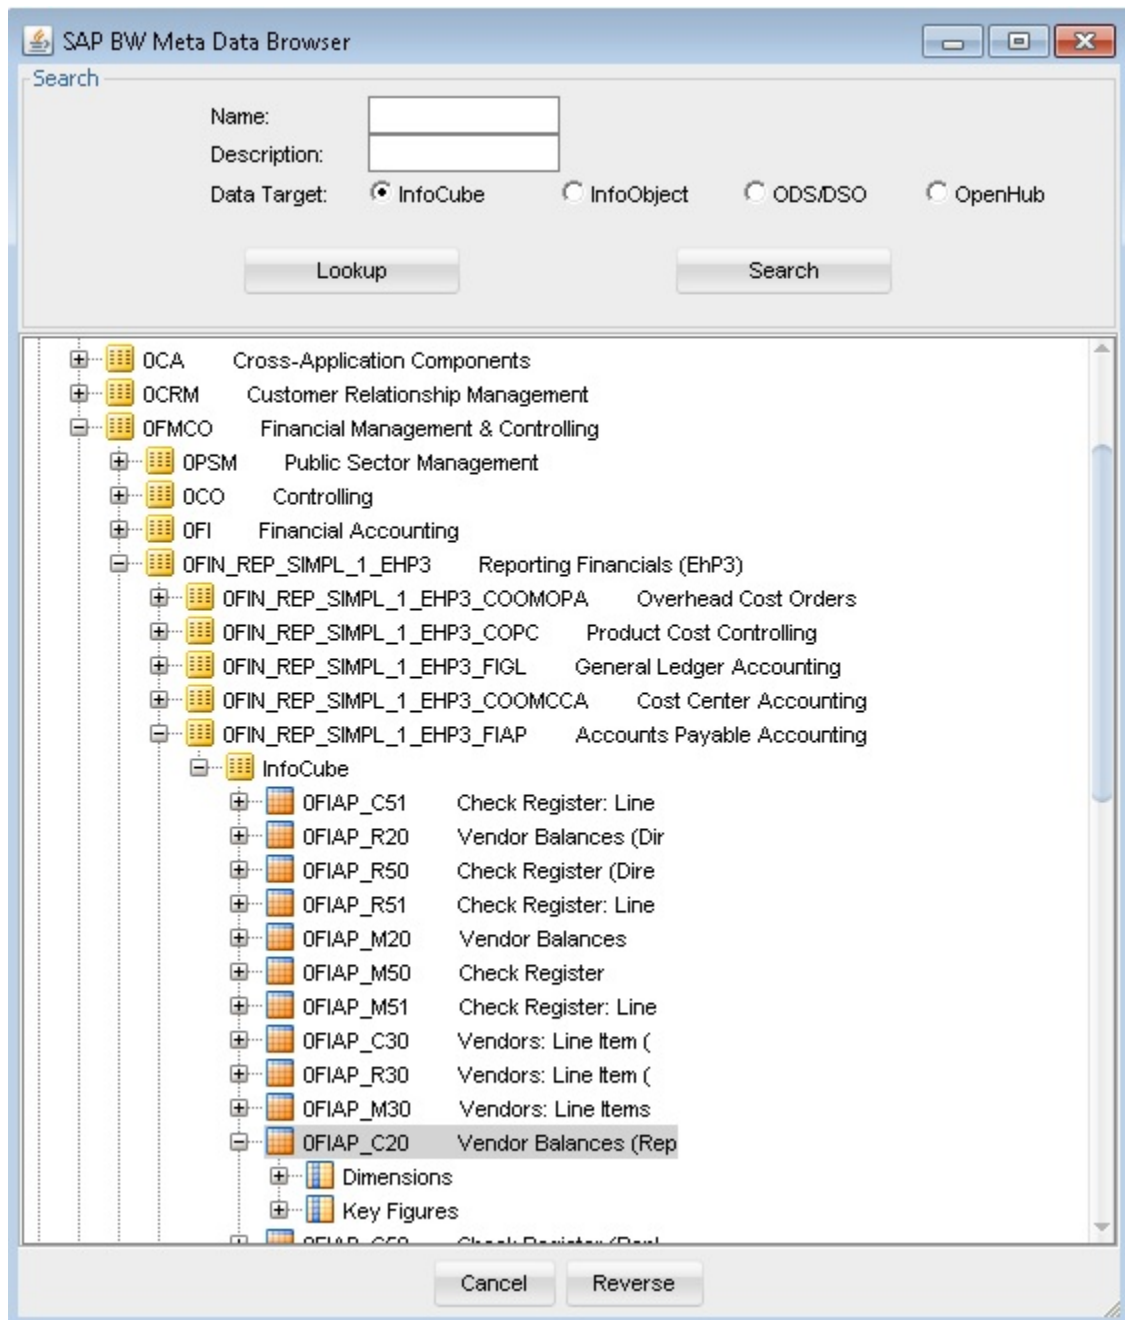 SAP BW Meta Data Browser
Search
Name:
Description:
Data Target: InfoCube InfoObject ODS/DSO OpenHub
Lookup Search
0CA Cross-Application Components
0CRM Customer Relationship Management
0FMCO Financial Management & Controlling
0PSM Public Sector Management
0CO Controlling
0FI Financial Accounting
0FIN_REP_SIMPL_1_EHP3 Reporting Financials (EhP3)
0FIN_REP_SIMPL_1_EHP3_COOMOPA Overhead Cost Orders
0FIN_REP_SIMPL_1_EHP3_COPC Product Cost Controlling
0FIN_REP_SIMPL_1_EHP3_FIGL General Ledger Accounting
0FIN_REP_SIMPL_1_EHP3_COOMCCA Cost Center Accounting
0FIN_REP_SIMPL_1_EHP3_FIAP Accounts Payable Accounting
InfoCube
0FIAP_C51 Check Register: Line
0FIAP_R20 Vendor Balances (Dir
0FIAP_R50 Check Register (Dire
0FIAP_R51 Check Register: Line
0FIAP_M20 Vendor Balances
0FIAP_M50 Check Register
0FIAP_M51 Check Register: Line
0FIAP_C30 Vendors: Line Item (
0FIAP_R30 Vendors: Line Item (
0FIAP_M30 Vendors: Line Items
0FIAP_C20 Vendor Balances (Rep
Dimensions
Key Figures
0FIAP_C50 Check Register (Repl
Cancel Reverse